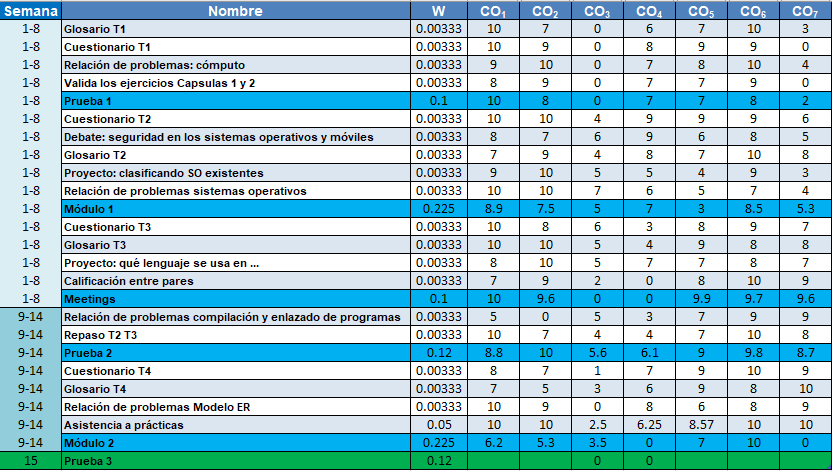 Semana Nombre W CO1 CO2 CO3 CO4 CO5 CO6 CO7
1-8 Glosario T1 0.00333 10 7 0 6 7 10 3
1-8 Cuestionario T1 0.00333 10 9 0 8 9 9 0
1-8 Relación de problemas: cómputo 0.00333 9 10 0 7 8 10 4
1-8 Valida los ejercicios Capsulas 1 y 2 0.00333 8 9 0 7 7 9 0
1-8 Prueba 1 0.1 10 8 0 7 7 8 2
1-8 Cuestionario T2 0.00333 10 10 4 9 9 9 6
1-8 Debate: seguridad en los sistemas operativos y móviles 0.00333 8 7 6 9 6 8 5
1-8 Glosario T2 0.00333 7 9 4 8 7 10 8
1-8 Proyecto: clasificando SO existentes 0.00333 9 10 5 5 4 9 3
1-8 Relación de problemas sistemas operativos 0.00333 10 10 7 6 5 7 4
1-8 Módulo 1 0.225 8.9 7.5 5 7 3 8.5 5.3
1-8 Cuestionario T3 0.00333 10 8 6 3 8 9 7
1-8 Glosario T3 0.00333 10 10 5 4 9 8 8
1-8 Proyecto: qué lenguaje se usa en ... 0.00333 8 10 5 7 7 8 7
1-8 Calificación entre pares 0.00333 7 9 2 0 8 10 9
1-8 Meetings 0.1 10 9.6 0 0 9.9 9.7 9.6
9-14 Relación de problemas compilación y enlazado de programas 0.00333 5 0 5 3 7 9 9
9-14 Repaso T2 T3 0.00333 10 7 4 4 7 10 8
9-14 Prueba 2 0.12 8.8 10 5.6 6.1 9 9.8 8.7
9-14 Cuestionario T4 0.00333 8 7 1 7 9 10 9
9-14 Glosario T4 0.00333 7 5 3 6 9 8 10
9-14 Relación de problemas Modelo ER 0.00333 10 9 0 8 6 8 9
9-14 Asistencia a prácticas 0.05 10 10 2.5 6.25 8.57 10 10
9-14 Módulo 2 0.225 6.2 5.3 3.5 0 7 10 0
15 Prueba 3 0.12 0 0